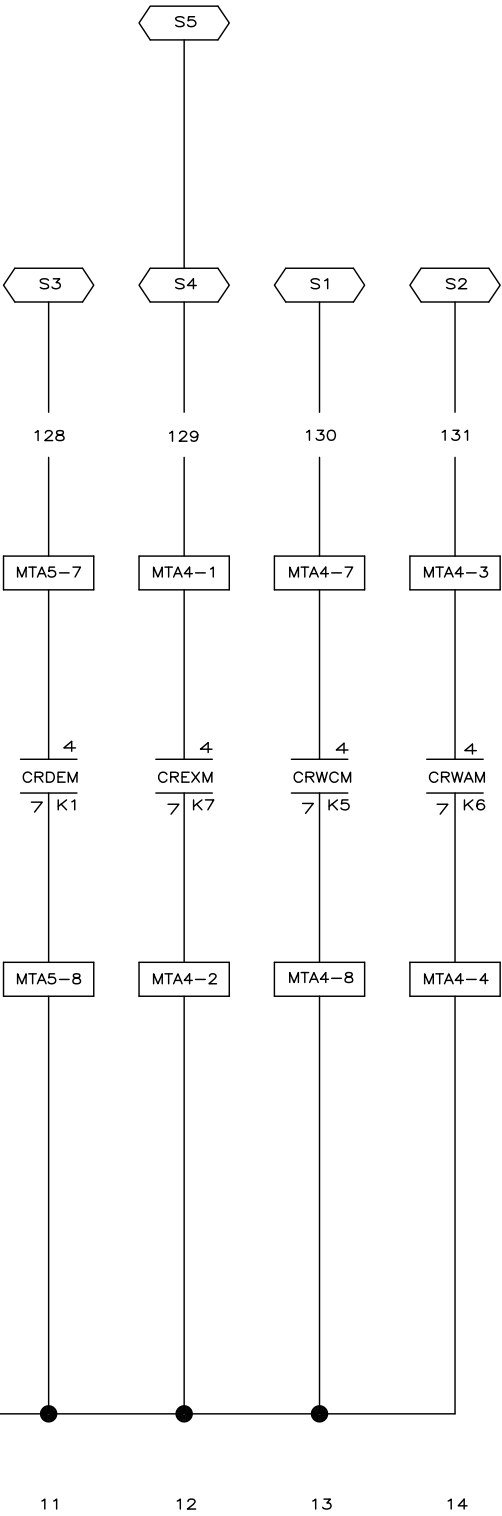 S5
S3 S4 S1 S2
128 129 130 131
MTA5-7 MTA4-1 MTA4-7 MTA4-3
4 4 4 4
CRDEM CREXM CRWCM CRWAM
7 K1 7 K7 7 K5 7 K6
MTA5-8 MTA4-2 MTA4-8 MTA4-4
11 12 13 14